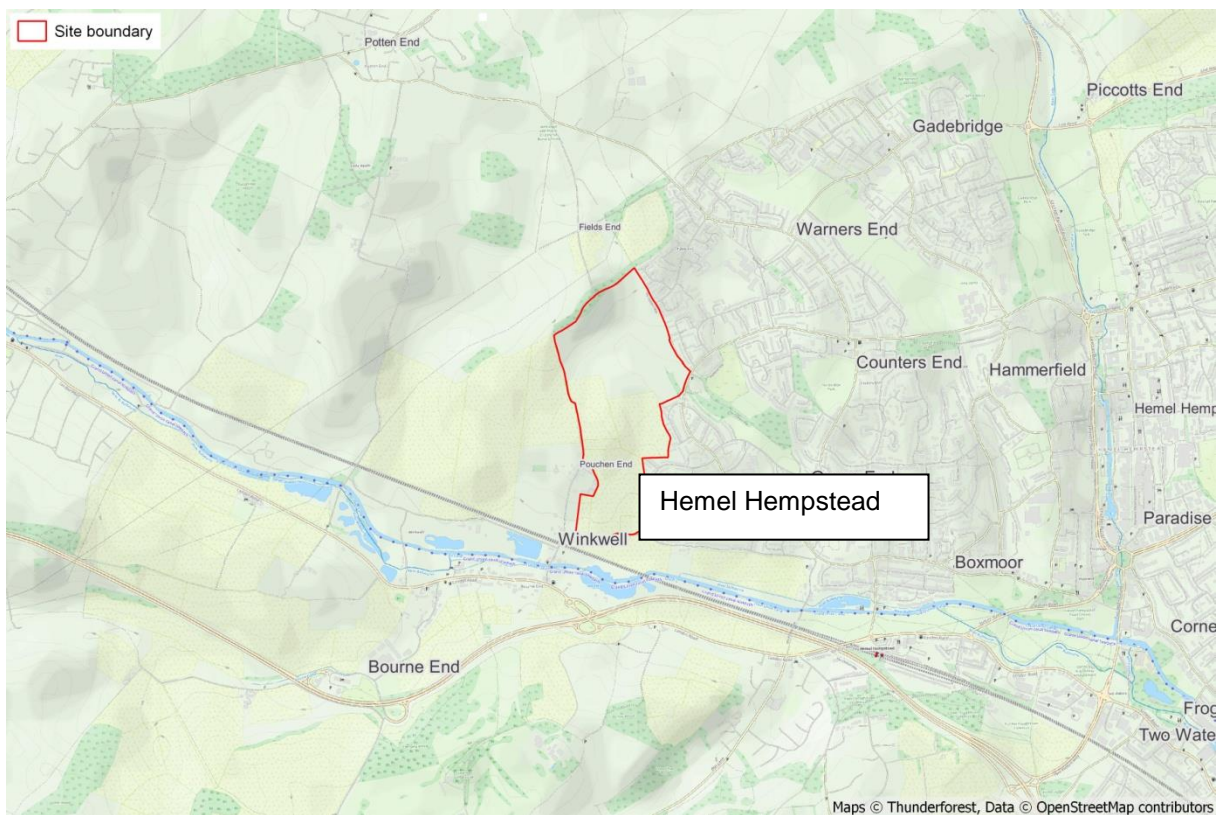 Site boundary
Potten End
Piccotts End
Gadebridge
Fields End
Warners End
Counters End
Hammerfield
Hemel Hemp
Pouchen End
Hemel Hempstead
Paradise
Winkwell
Boxmoor
Corne
Bourne End
Frog
Two Wate
Maps © Thunderforest, Data © OpenStreetMap contributors